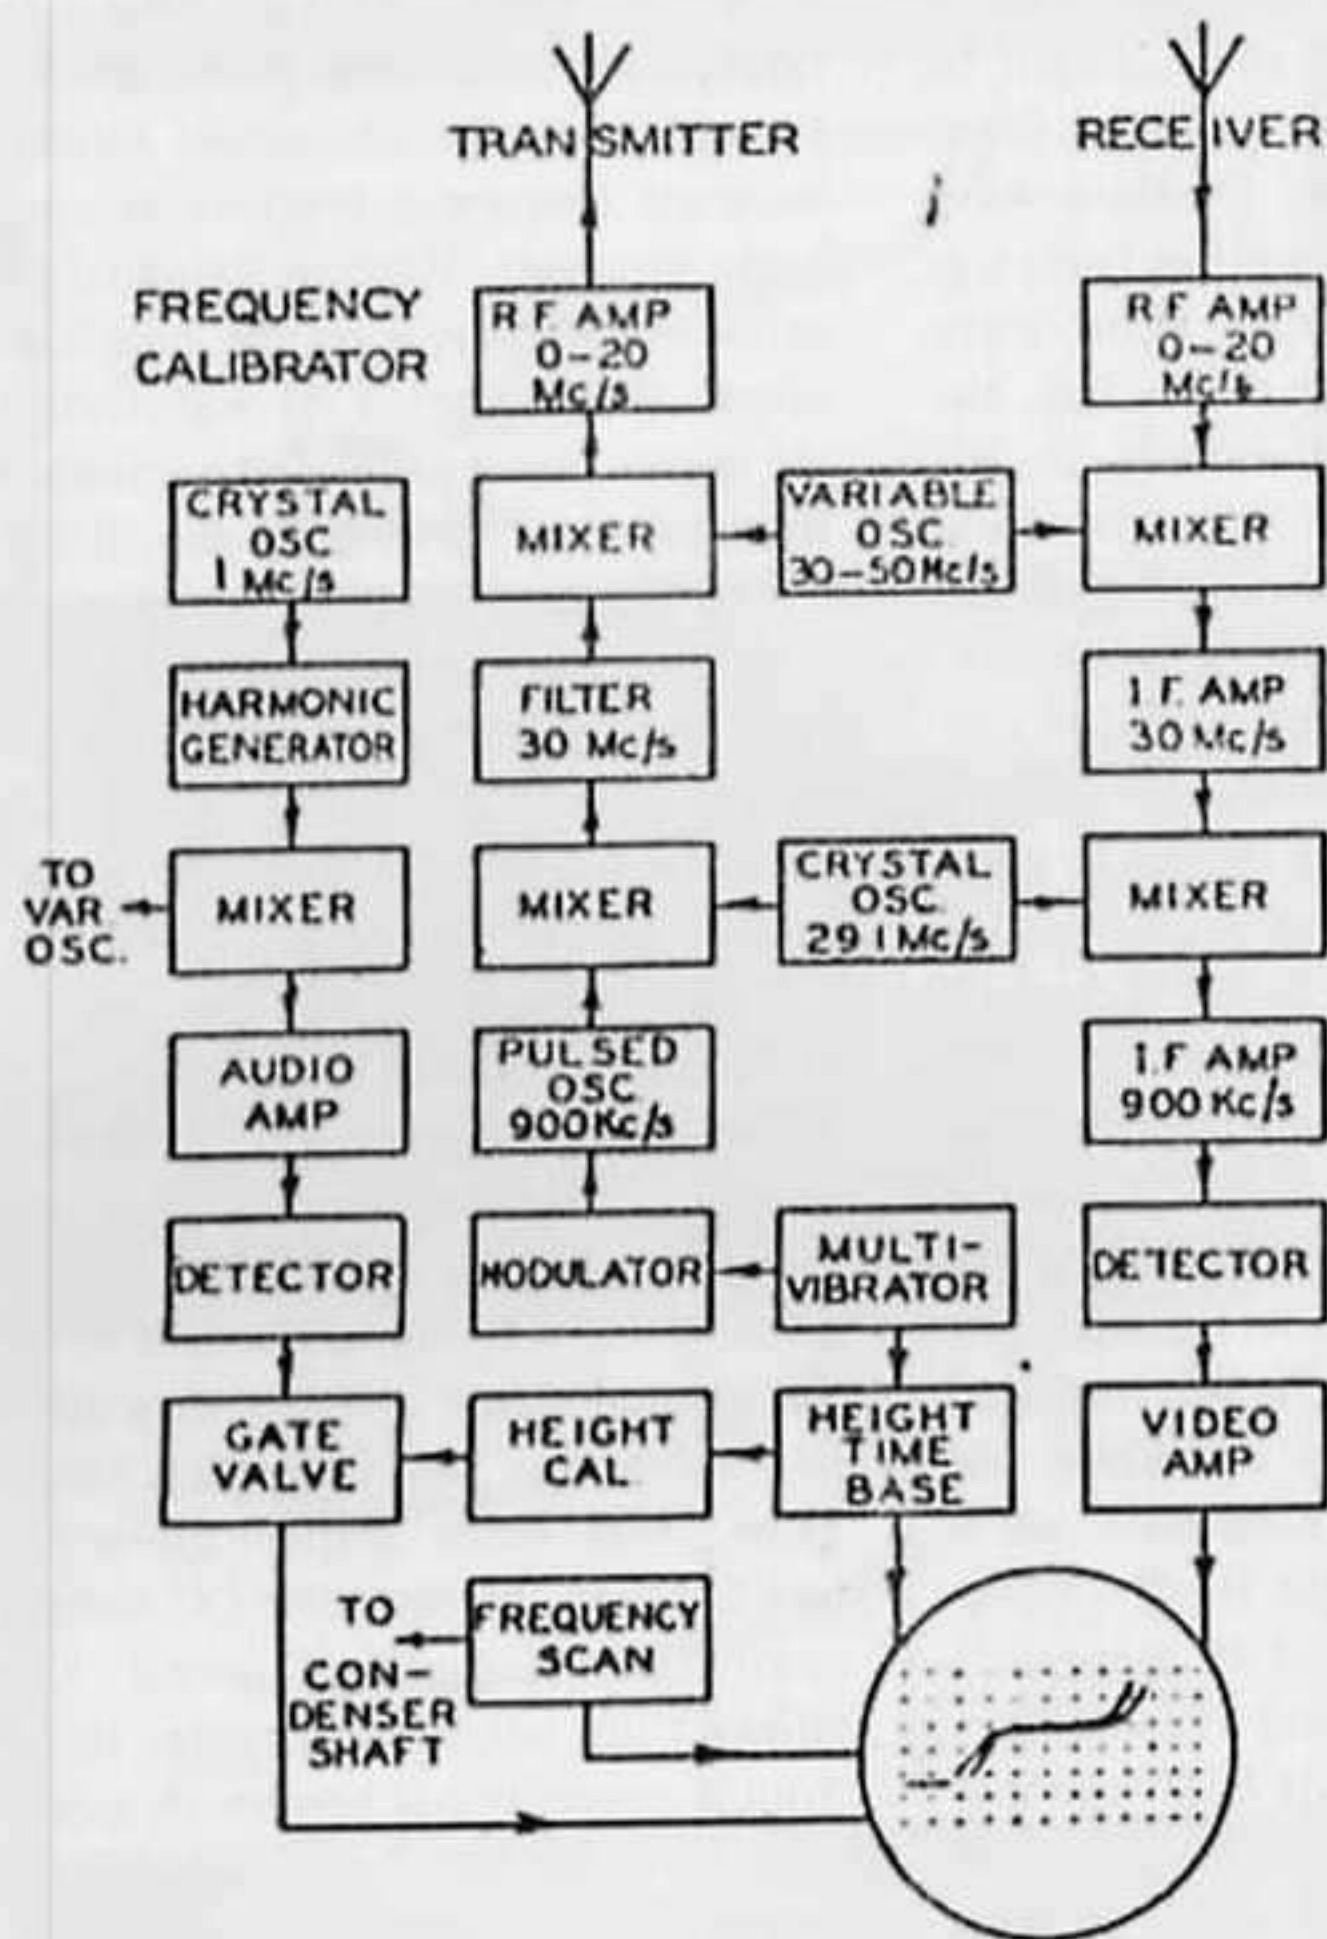 TRANSMITTER
RECEIVER
FREQUENCY
CALIBRATOR
R F. AMP
0-20
Mc/s.
R F AMP
0-20
Mc/s.
CRYSTAL
OSC
1 Mc/s
MIXER
VARIABLE
OSC.
30-50 Mc/s
MIXER
HARMONIC
GENERATOR
FILTER
30 Mc/s
I F. AMP
30 Mc/s
TO
VAR
OSC.
MIXER
MIXER
CRYSTAL
OSC.
29 1 Mc/s
MIXER
AUDIO
AMP
PULSED
OSC
900Kc/s
I.F AMP
900 Kc/s
DETECTOR
MODULATOR
MULTI-
VIBRATOR
DETECTOR
GATE
VALVE
HEIGHT
CAL.
HEIGHT
TIME
BASE
VIDEO
AMP
TO
CON-
DENSER
SHAFT
FREQUENCY
SCAN